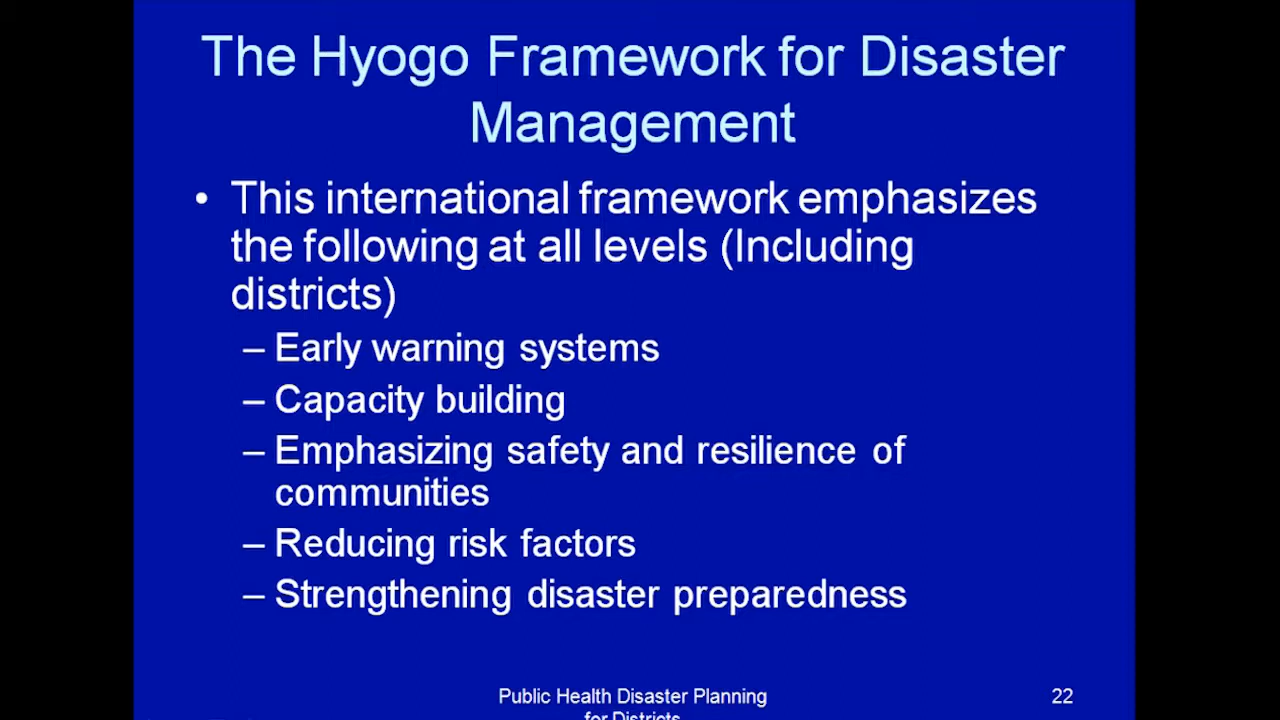 The Hyogo Framework for Disaster
Management
• This international framework emphasizes
the following at all levels (Including
districts)
– Early warning systems
– Capacity building
– Emphasizing safety and resilience of
communities
– Reducing risk factors
– Strengthening disaster preparedness
Public Health Disaster Planning
for Districts
22